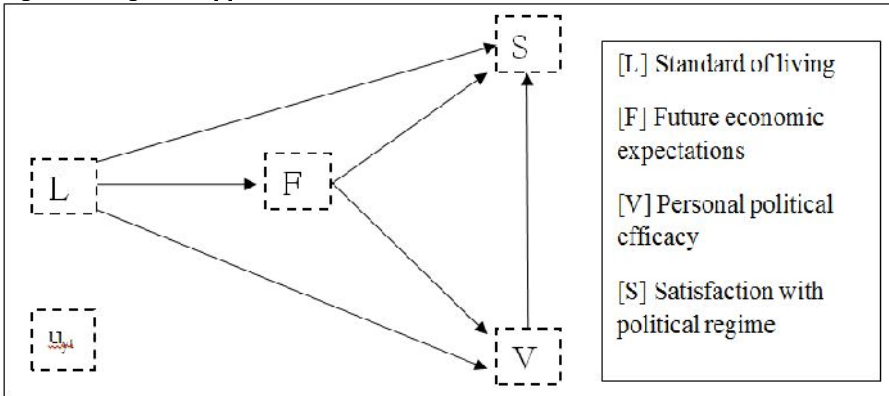 S
L
F
V
[L] Standard of living
[F] Future economic
expectations
[V] Personal political
efficacy
[S] Satisfaction with
political regime